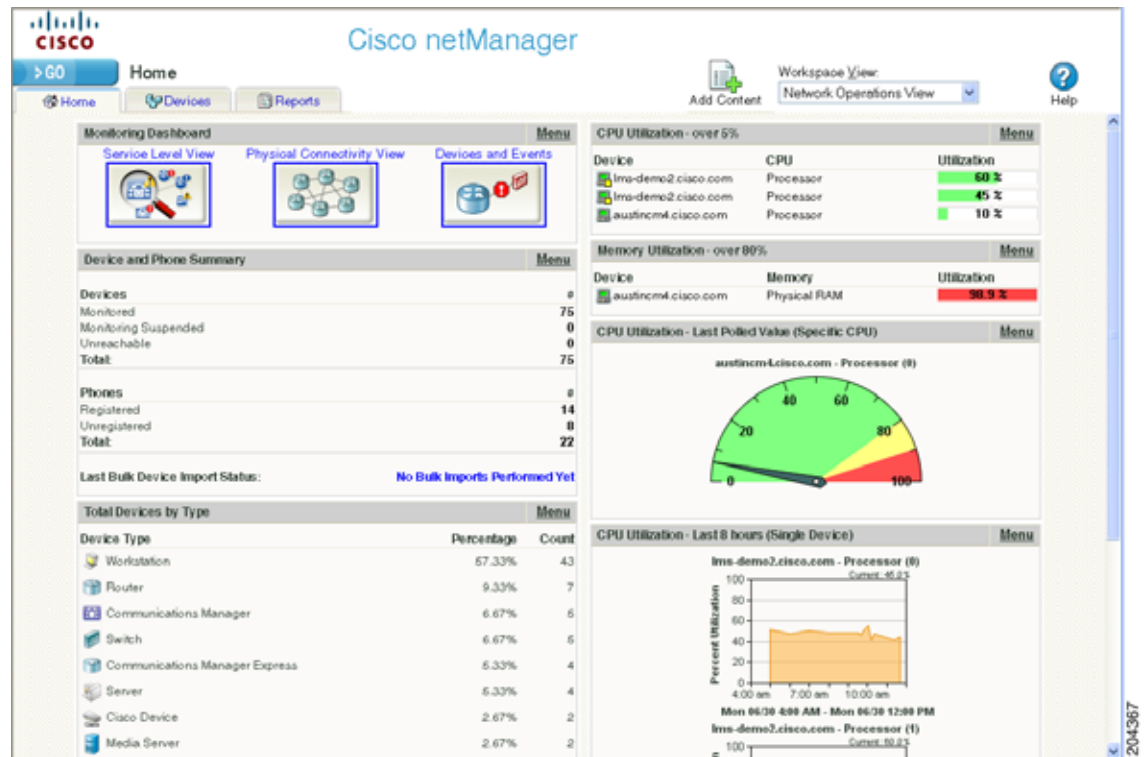 CISCO
Cisco netManager
> GO
Home
Add Content
Workspace View:
Network Operations View
Help
Home
Devices
Reports
Monitoring Dashboard
Menu
Service Level View
Physical Connectivity View
Devices and Events
Device and Phone Summary
Menu
Devices #
Monitored 75
Monitoring Suspended 0
Unreachable 0
Total: 75
Phones #
Registered 14
Unregistered 8
Total: 22
Last Bulk Device Import Status: No Bulk Imports Performed Yet
Total Devices by Type
Menu
Device Type Percentage Count
Workstation 57.33% 43
Router 9.33% 7
Communications Manager 6.67% 5
Switch 6.67% 5
Communications Manager Express 5.33% 4
Server 5.33% 4
Cisco Device 2.67% 2
Media Server 2.67% 2
CPU Utilization - over 5%
Menu
Device CPU Utilization
lms-demo2.cisco.com Processor 60 %
lms-demo2.cisco.com Processor 45 %
austincm4.cisco.com Processor 10 %
Memory Utilization - over 80%
Menu
Device Memory Utilization
austincm4.cisco.com Physical RAM 98.9 %
CPU Utilization - Last Polled Value (Specific CPU)
Menu
austincm4.cisco.com - Processor (0)
0 20 40 60 80 100
CPU Utilization - Last 8 hours (Single Device)
Menu
lms-demo2.cisco.com - Processor (0)
Current: 45.0%
Percent Utilization
100
80
60
40
20
0
4:00 am 7:00 am 10:00 am
Mon 06/30 4:00 AM - Mon 06/30 12:00 PM
lms-demo2.cisco.com - Processor (1)
Current: 60.0%
100
204367